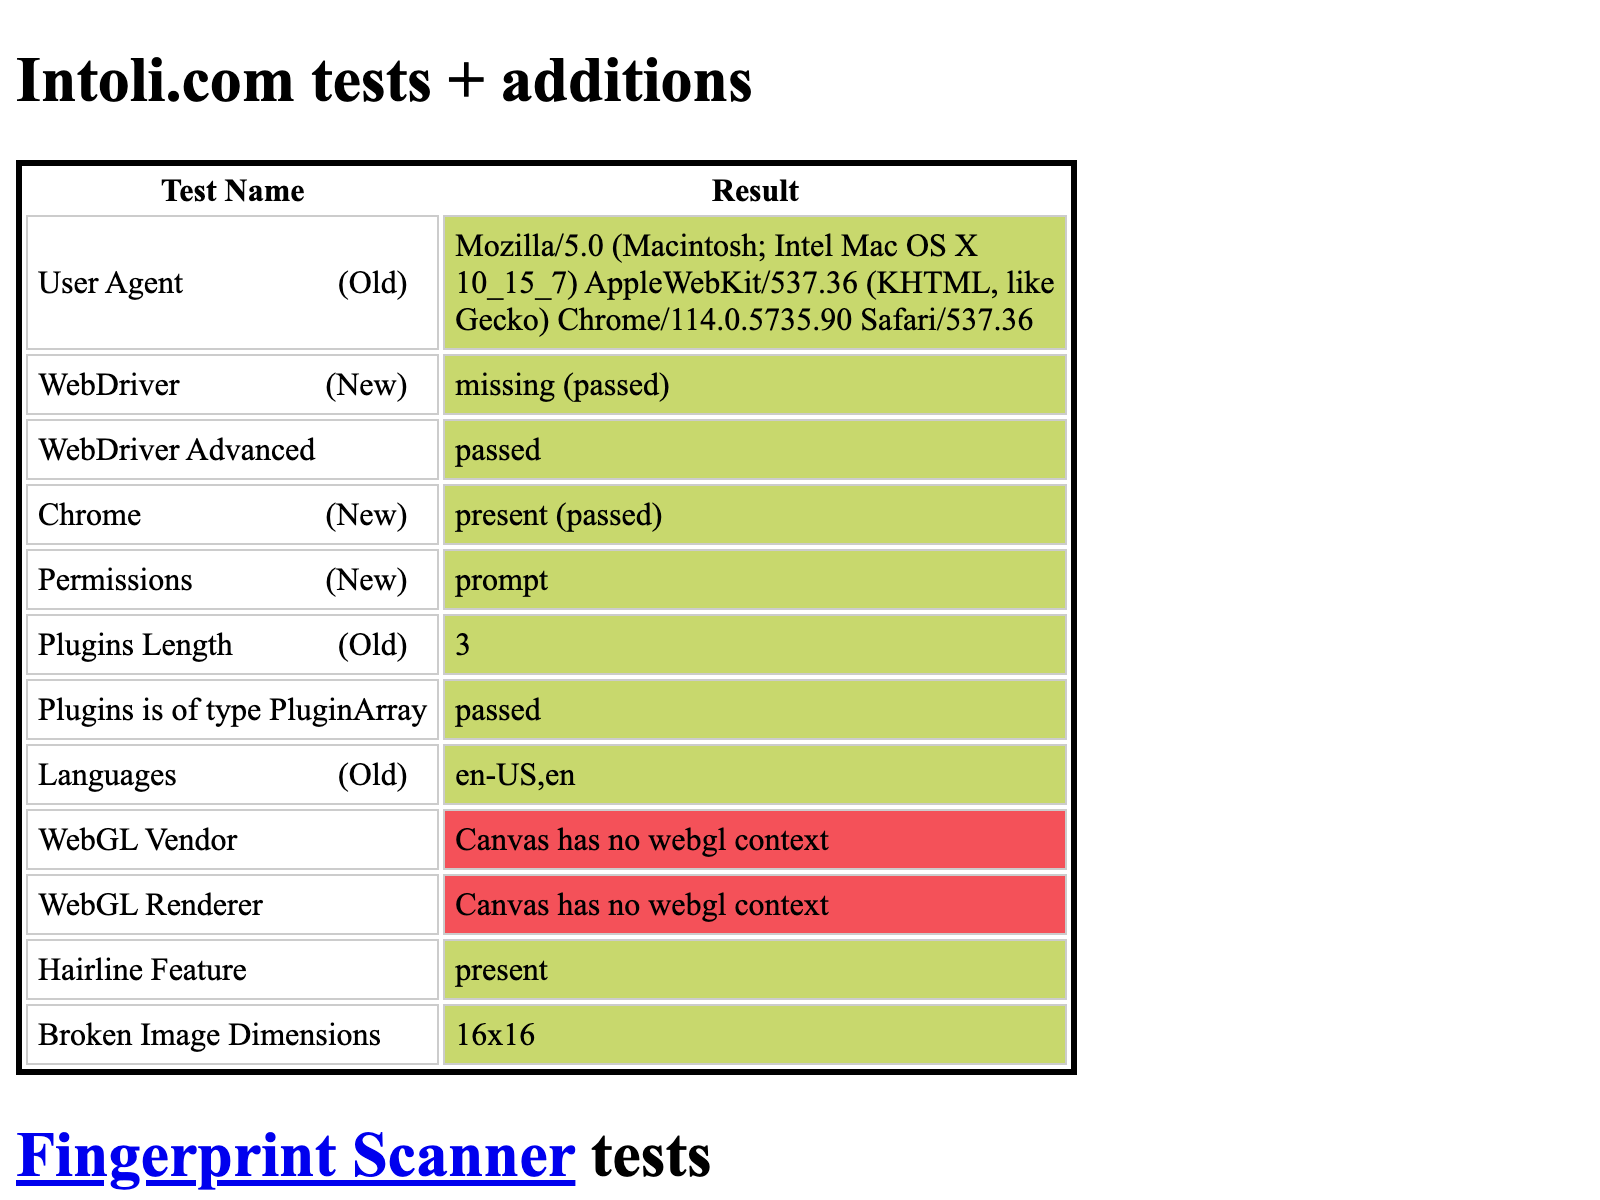 Intoli.com tests + additions
Test Name Result
User Agent (Old) Mozilla/5.0 (Macintosh; Intel Mac OS X
10_15_7) AppleWebKit/537.36 (KHTML, like
Gecko) Chrome/114.0.5735.90 Safari/537.36
WebDriver (New) missing (passed)
WebDriver Advanced passed
Chrome (New) present (passed)
Permissions (New) prompt
Plugins Length (Old) 3
Plugins is of type PluginArray passed
Languages (Old) en-US,en
WebGL Vendor Canvas has no webgl context
WebGL Renderer Canvas has no webgl context
Hairline Feature present
Broken Image Dimensions 16x16
Fingerprint Scanner tests